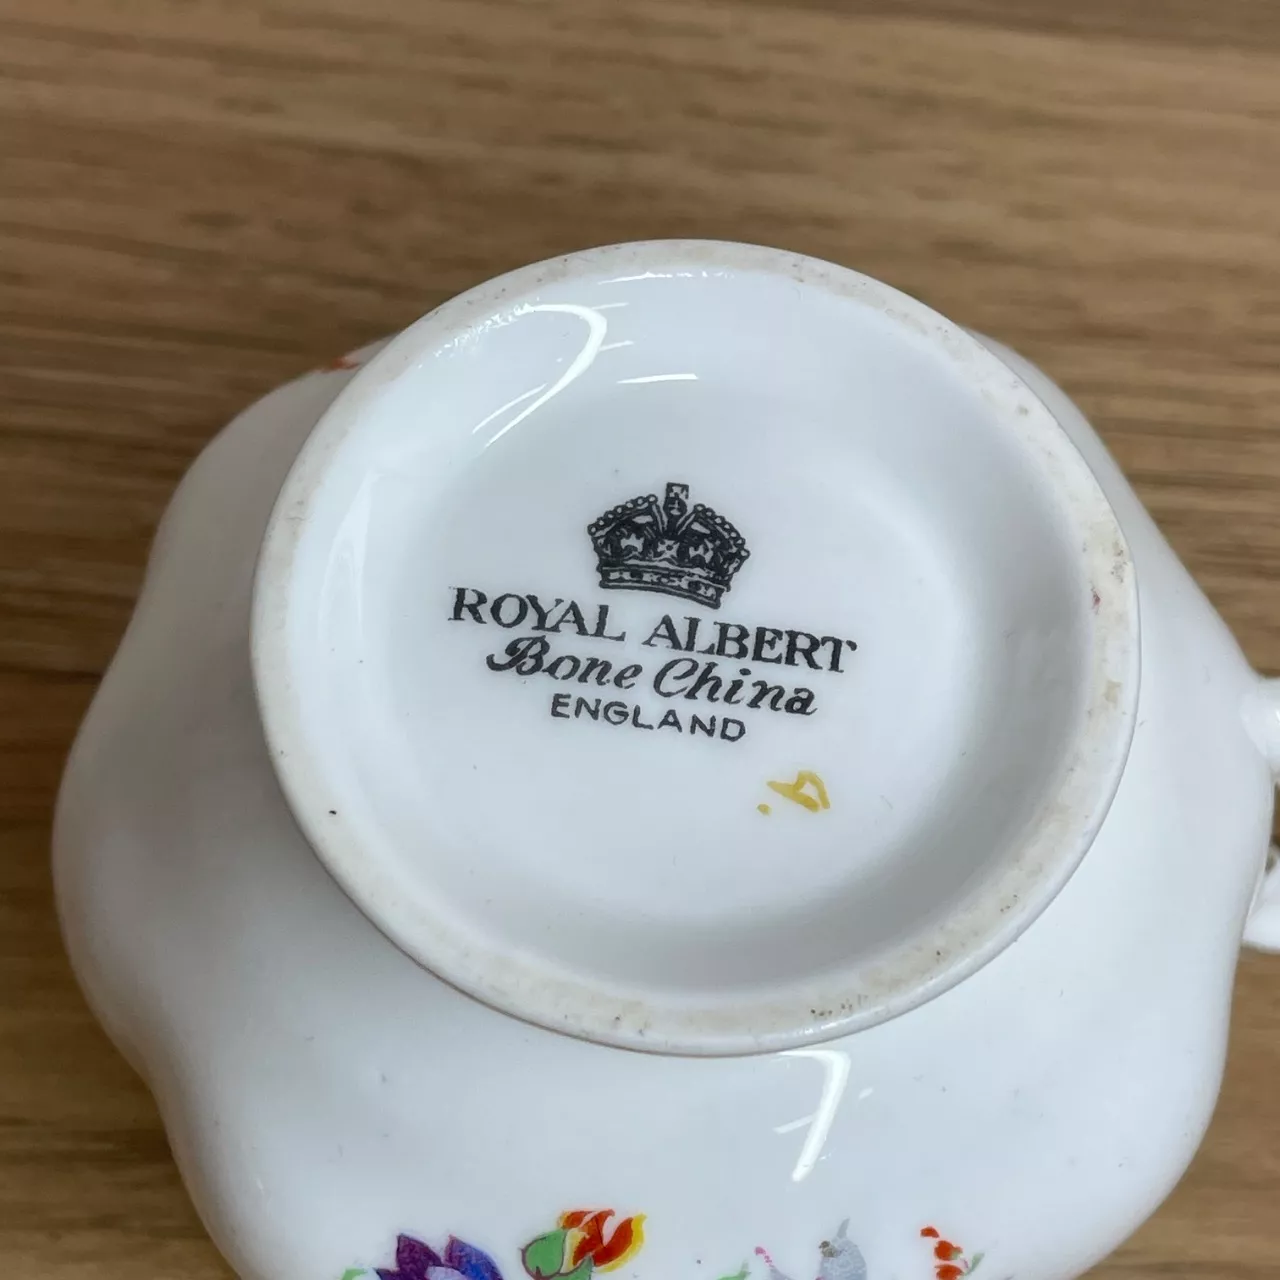 ROYAL ALBERT
Bone China
ENGLAND